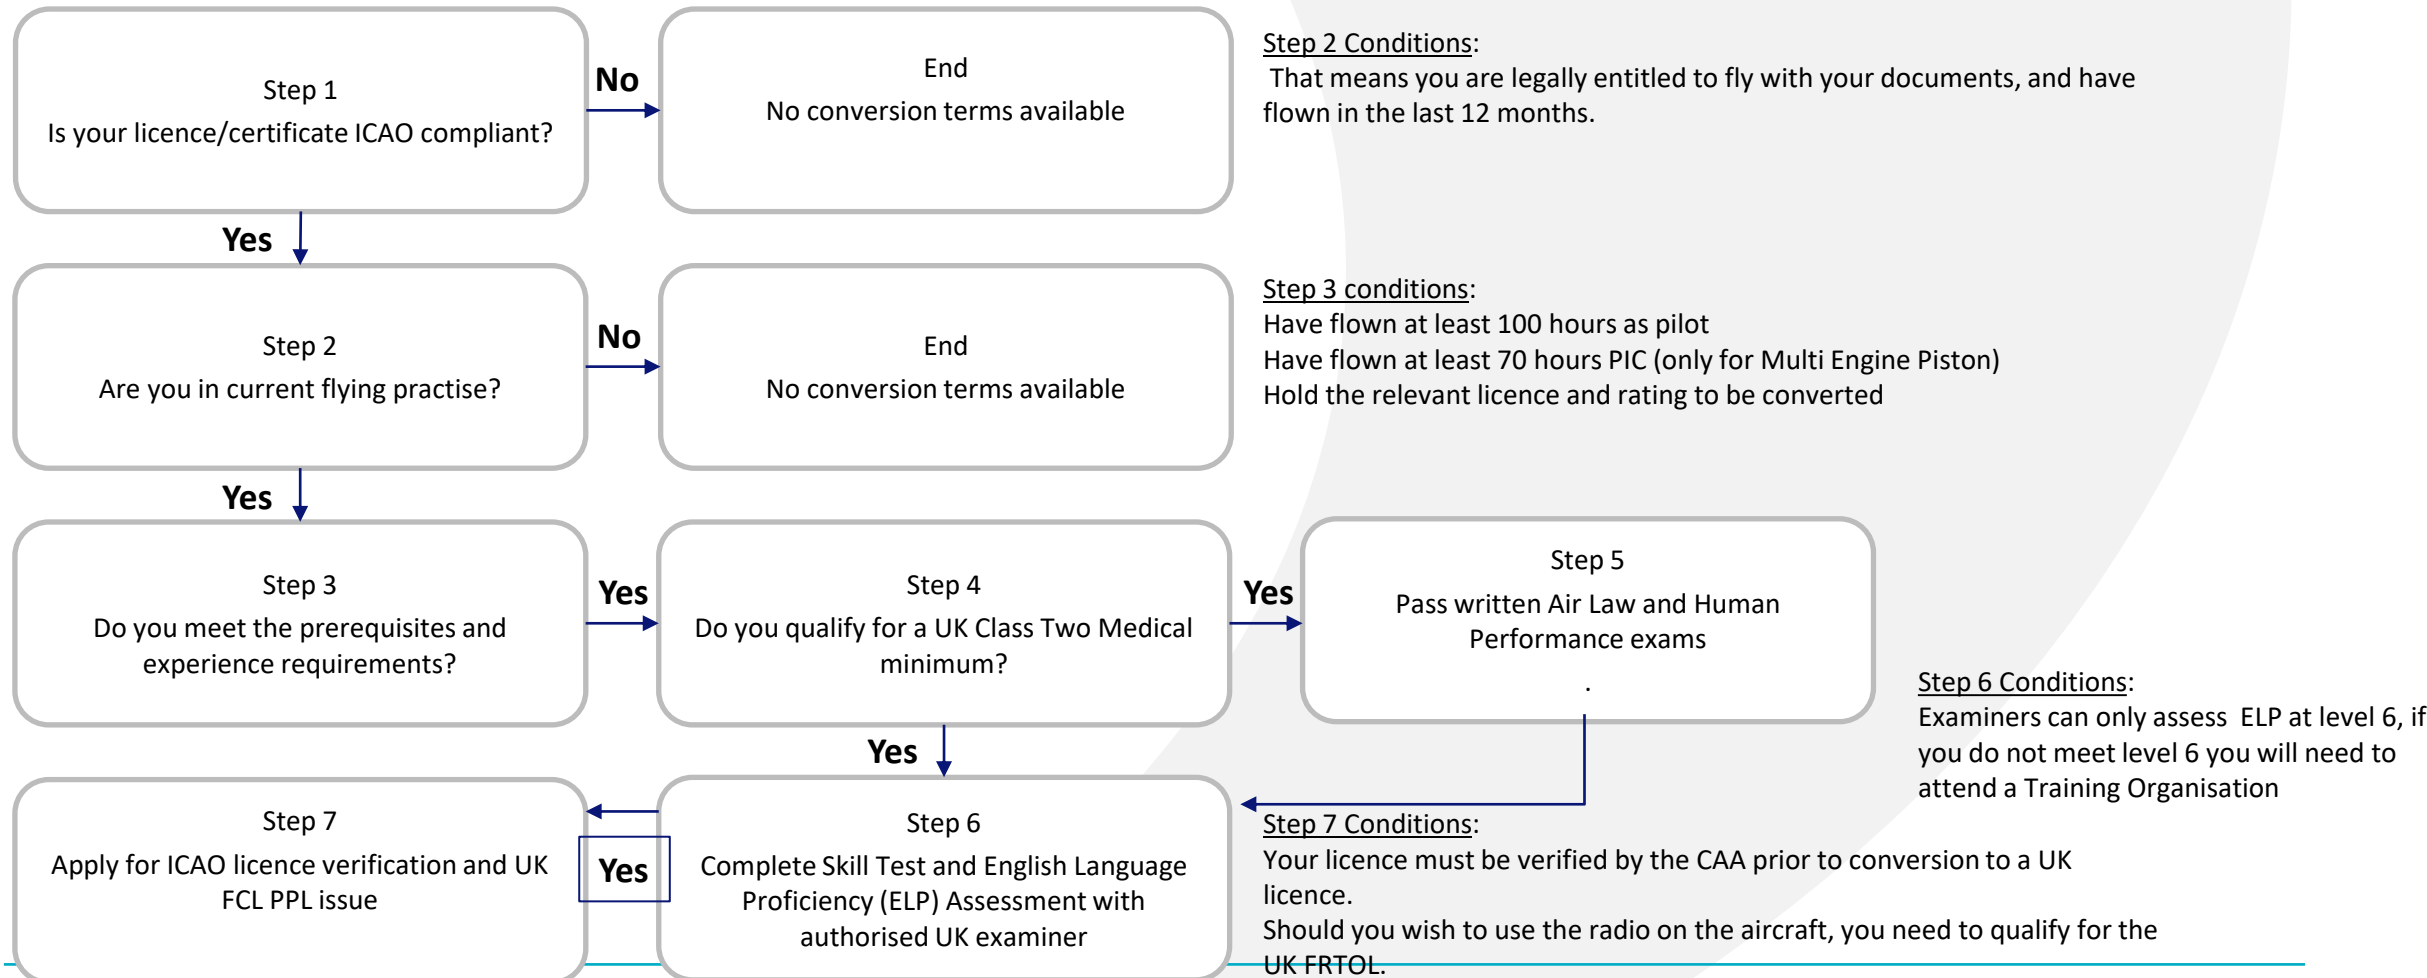 Step 1
Is your licence/certificate ICAO compliant?
No
End
No conversion terms available
Step 2 Conditions:
That means you are legally entitled to fly with your documents, and have
flown in the last 12 months.
Yes
Step 2
Are you in current flying practise?
No
End
No conversion terms available
Step 3 conditions:
Have flown at least 100 hours as pilot
Have flown at least 70 hours PIC (only for Multi Engine Piston)
Hold the relevant licence and rating to be converted
Yes
Step 3
Do you meet the prerequisites and
experience requirements?
Yes
Step 4
Do you qualify for a UK Class Two Medical
minimum?
Yes
Step 5
Pass written Air Law and Human
Performance exams
.
Yes
Step 6 Conditions:
Examiners can only assess ELP at level 6, if
you do not meet level 6 you will need to
attend a Training Organisation
Step 7
Apply for ICAO licence verification and UK
FCL PPL issue
Yes
Step 6
Complete Skill Test and English Language
Proficiency (ELP) Assessment with
authorised UK examiner
Step 7 Conditions:
Your licence must be verified by the CAA prior to conversion to a UK
licence.
Should you wish to use the radio on the aircraft, you need to qualify for the
UK FRTOL.